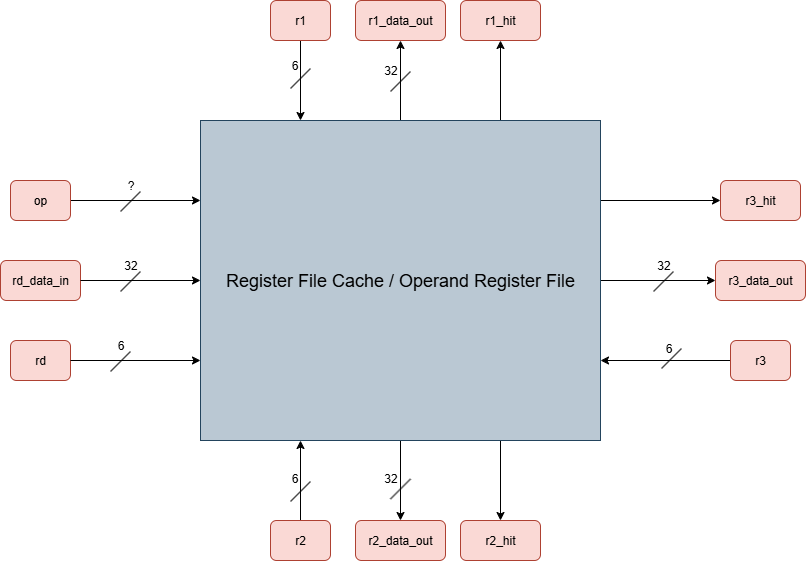 r1
r1_data_out
r1_hit
6
32
op
?
r3_hit
rd_data_in
32
Register File Cache / Operand Register File
32
r3_data_out
rd
6
6
r3
6
32
r2
r2_data_out
r2_hit